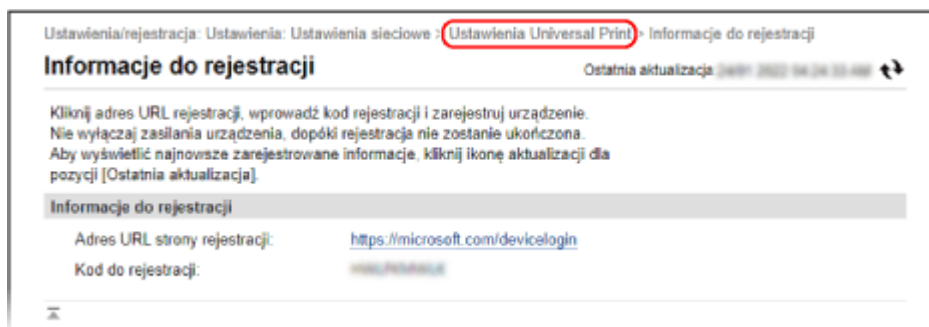 Ustawienia/rejestracja: Ustawienia: Ustawienia sieciowe > Ustawienia Universal Print > Informacje do rejestracji
Informacje do rejestracji
Ostatnia aktualizacja:
Kliknij adres URL rejestracji, wprowadź kod rejestracji i zarejestruj urządzenie.
Nie wyłączaj zasilania urządzenia, dopóki rejestracja nie zostanie ukończona.
Aby wyświetlić najnowsze zarejestrowane informacje, kliknij ikonę aktualizacji dla
pozycji [Ostatnia aktualizacja].
Informacje do rejestracji
Adres URL strony rejestracji: https://microsoft.com/devicelogin
Kod do rejestracji: